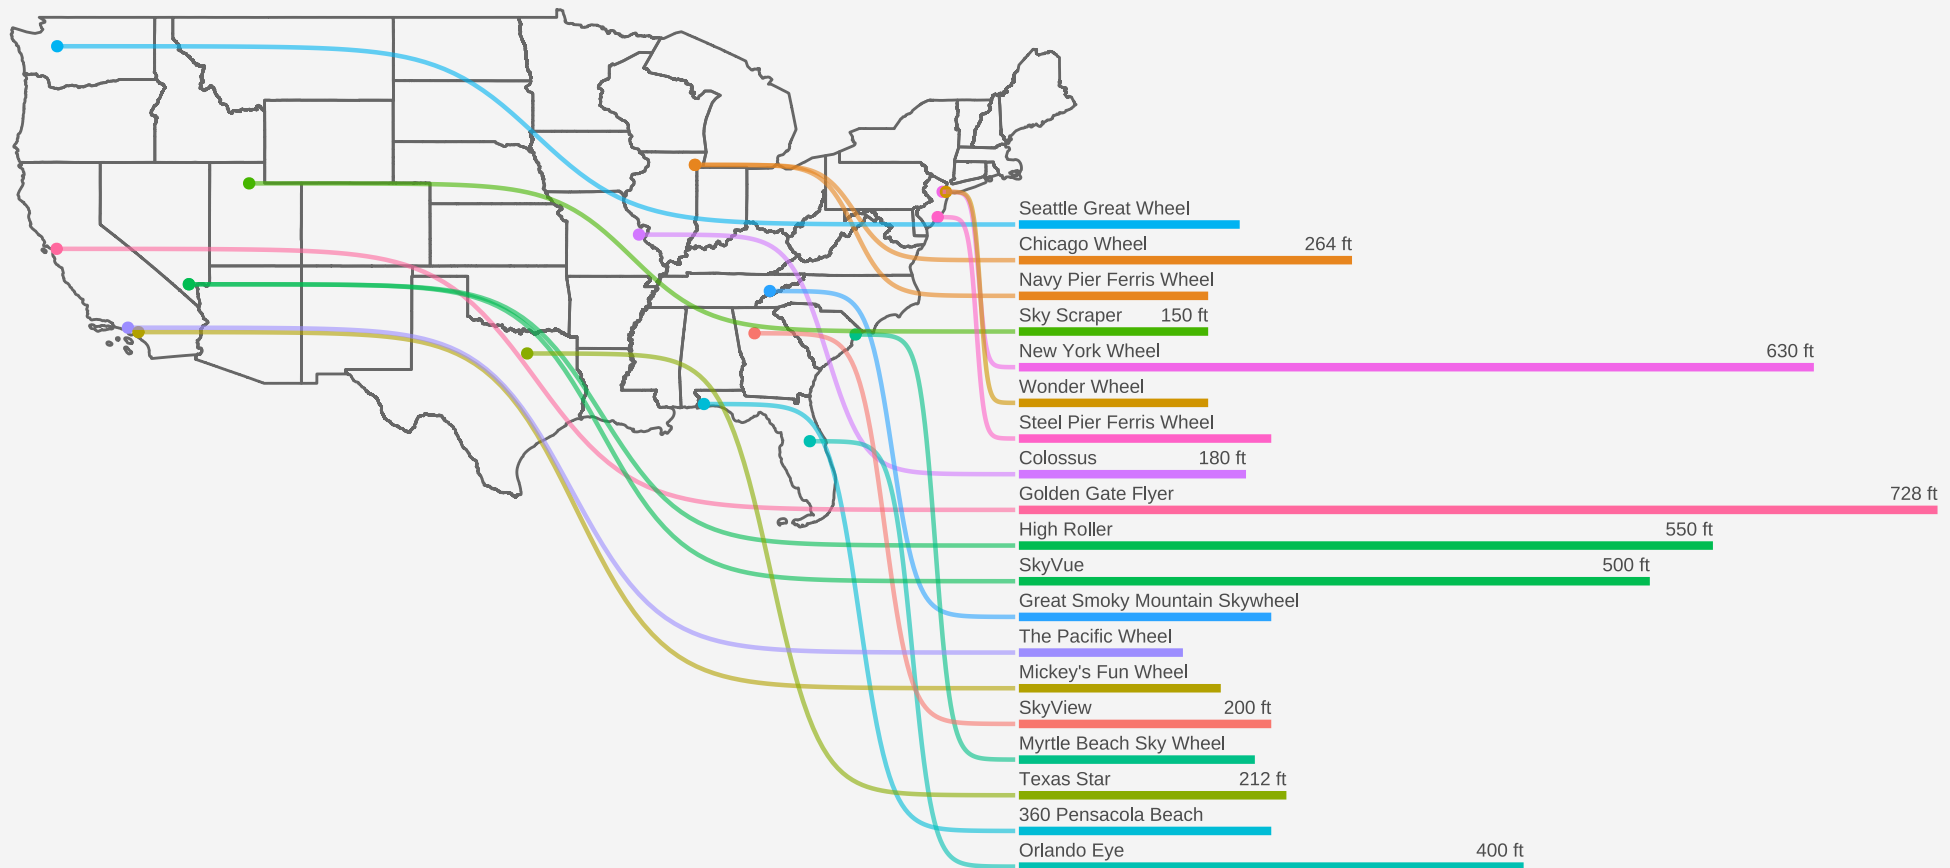 Seattle Great Wheel
Chicago Wheel 264 ft
Navy Pier Ferris Wheel
Sky Scraper 150 ft
New York Wheel 630 ft
Wonder Wheel
Steel Pier Ferris Wheel
Colossus 180 ft
Golden Gate Flyer 728 ft
High Roller 550 ft
SkyVue 500 ft
Great Smoky Mountain Skywheel
The Pacific Wheel
Mickey's Fun Wheel
SkyView 200 ft
Myrtle Beach Sky Wheel
Texas Star 212 ft
360 Pensacola Beach
Orlando Eye 400 ft